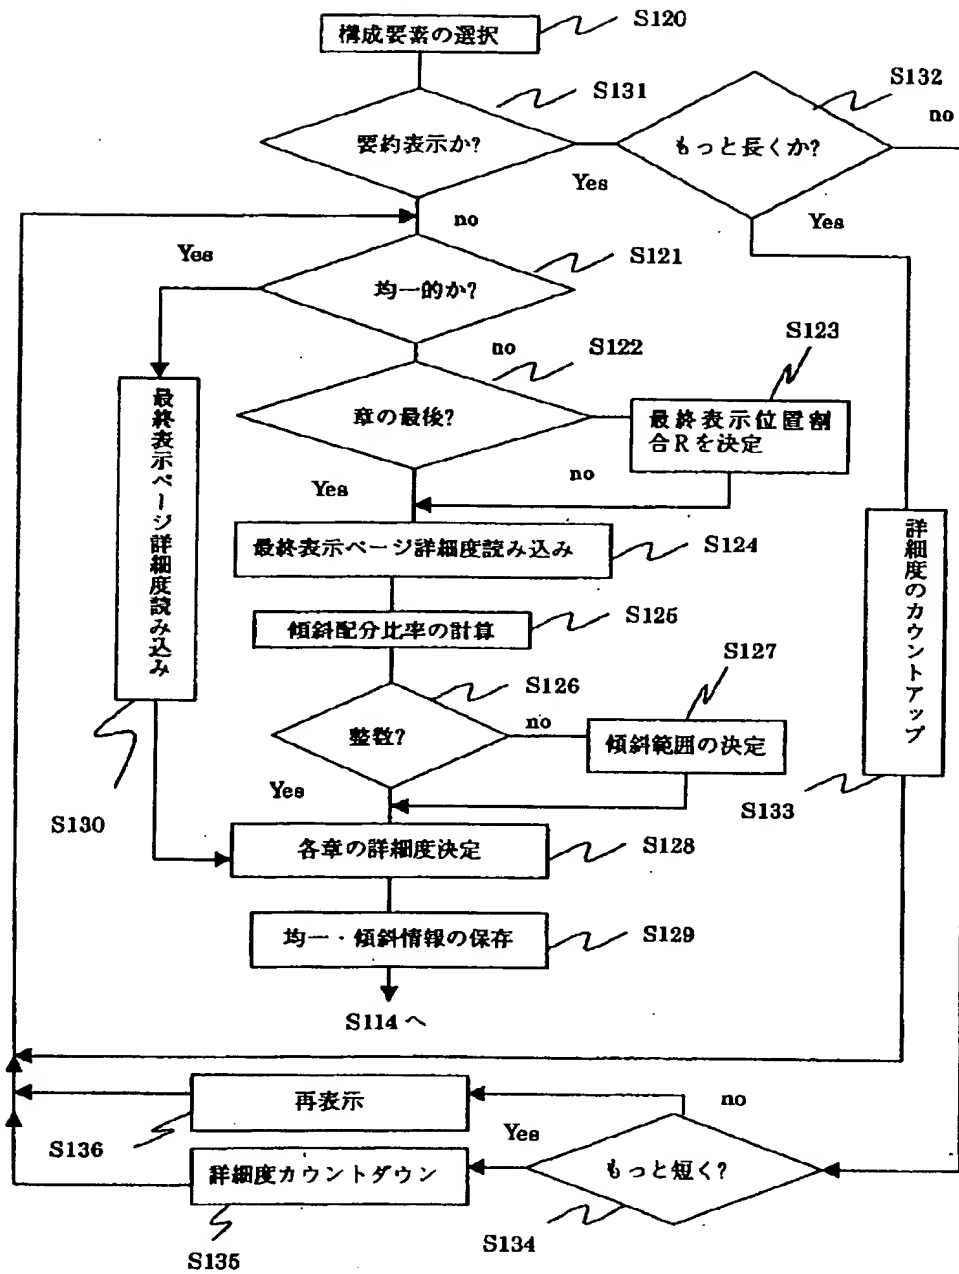 構成要素の選択
S120
要約表示か?
S131
もっと長くか?
S132
no
Yes
no
Yes
Yes
均一的か?
S121
no
章の最後?
S122
最終表示位置割
合Rを決定
S123
Yes
no
最終表示ページ詳細度読み込み
最終表示ページ詳細度読み込み
S124
傾斜配分比率の計算
S125
整数?
S126
no
傾斜範囲の決定
S127
Yes
詳細度のカウントアップ
S133
S130
各章の詳細度決定
S128
均一・傾斜情報の保存
S129
S114へ
再表示
S136
no
Yes
もっと短く?
S134
詳細度カウントダウン
S135